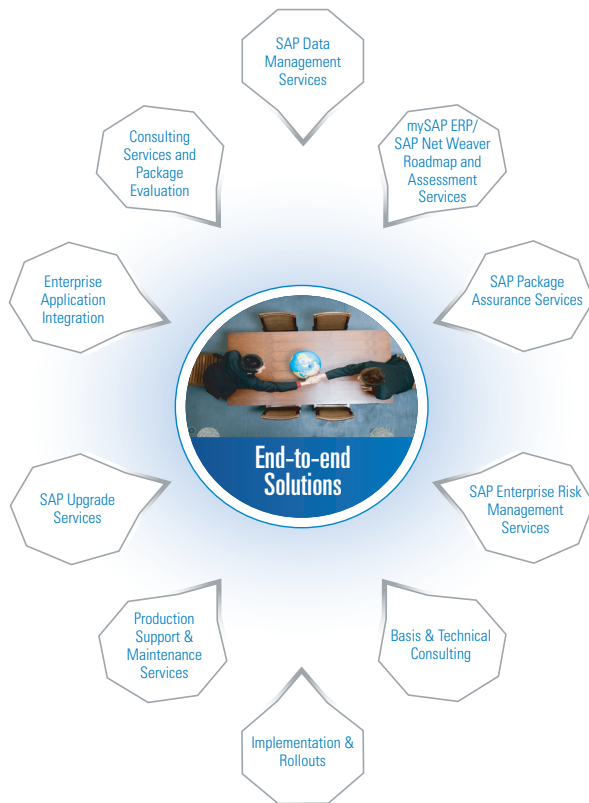 SAP Data
Management
Services
mySAP ERP/
SAP Net Weaver
Roadmap and
Assessment
Services
SAP Package
Assurance Services
SAP Enterprise Risk
Management
Services
Basis & Technical
Consulting
Implementation &
Rollouts
Production
Support &
Maintenance
Services
SAP Upgrade
Services
Enterprise
Application
Integration
Consulting
Services and
Package
Evaluation
End-to-end
Solutions